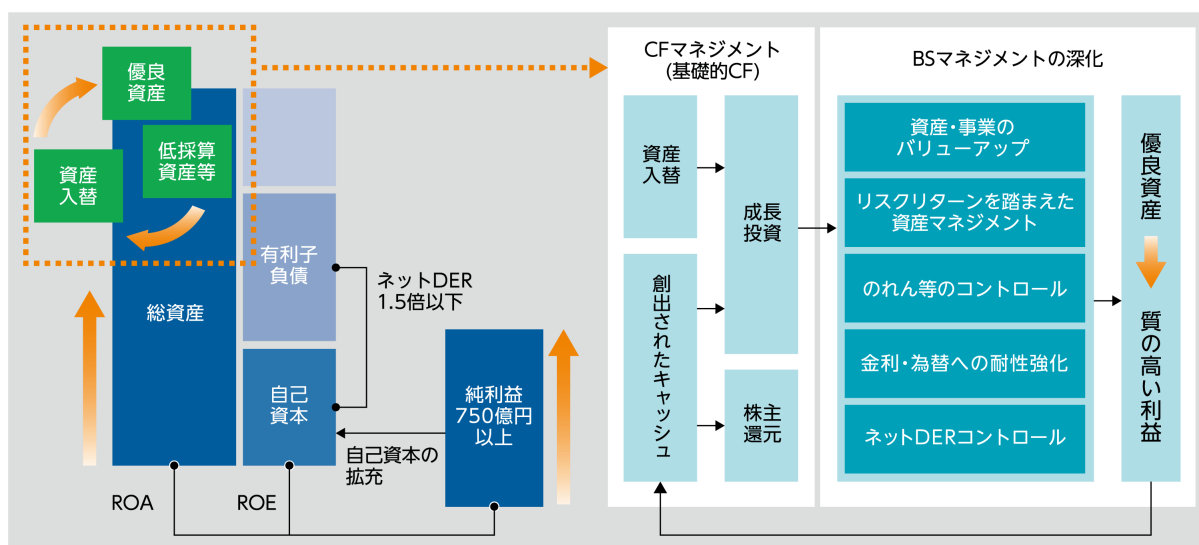 優良
資産
低採算
資産等
資産
入替
総資産
有利子
負債
自己
資本
ネットDER
1.5倍以下
純利益
750億円
以上
自己資本の
拡充
ROA
ROE
CFマネジメント
(基礎的CF)
資産
入替
創出されたキャッシュ
成長
投資
株主
還元
BSマネジメントの深化
資産・事業の
バリューアップ
リスクリターンを踏まえた
資産マネジメント
のれん等のコントロール
金利・為替への耐性強化
ネットDERコントロール
優良資産
質の高い利益